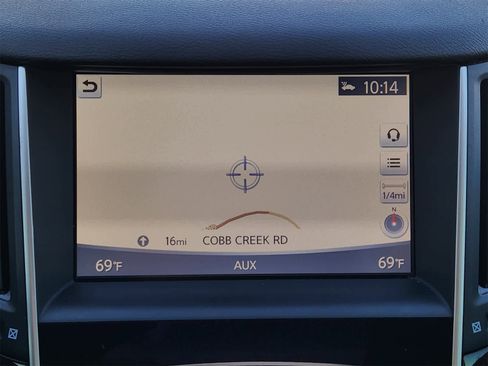 10:14
1/4mi
N
16mi COBB CREEK RD
69°F AUX 69°F